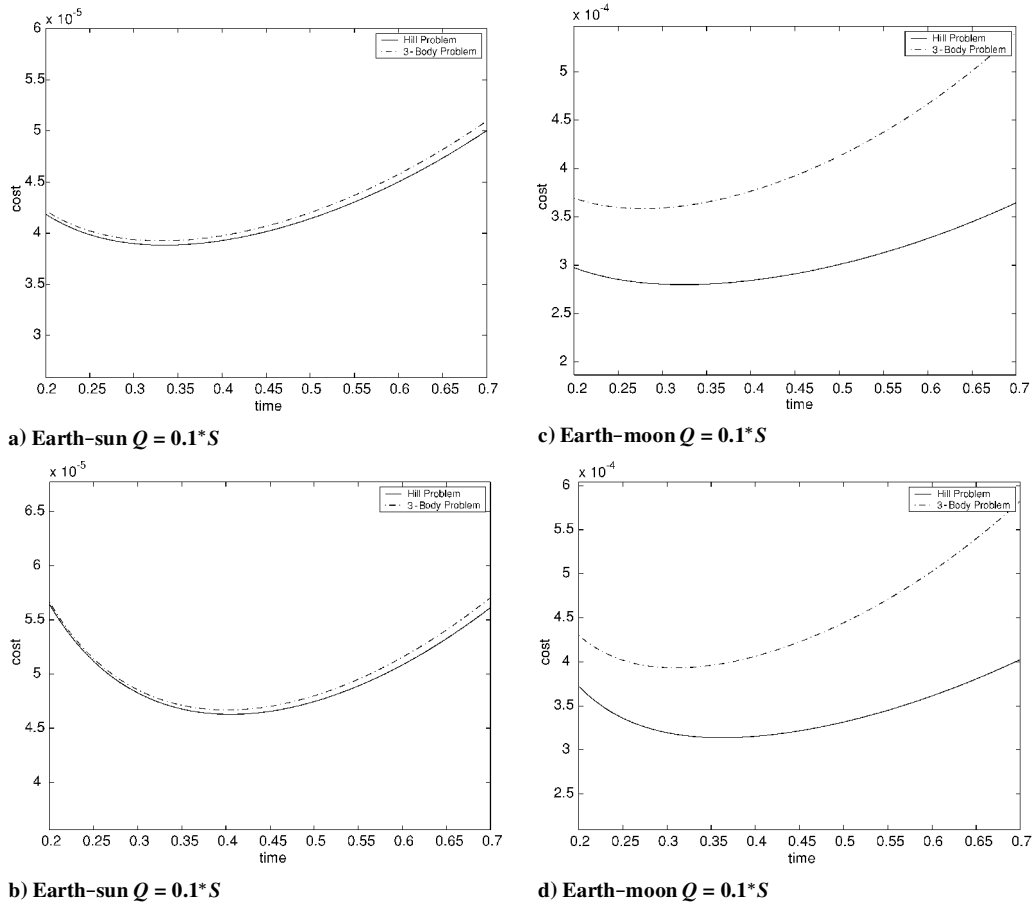 x 10⁻⁵
6
5.5
5
4.5
4
3.5
3
cost
Hill Problem
3-Body Problem
0.2 0.25 0.3 0.35 0.4 0.45 0.5 0.55 0.6 0.65 0.7
time
a) Earth–sun Q = 0.1*S
x 10⁻⁴
5
4.5
4
3.5
3
2.5
2
cost
Hill Problem
3-Body Problem
0.2 0.25 0.3 0.35 0.4 0.45 0.5 0.55 0.6 0.65 0.7
time
c) Earth–moon Q = 0.1*S
x 10⁻⁵
6.5
6
5.5
5
4.5
4
cost
Hill Problem
3-Body Problem
0.2 0.25 0.3 0.35 0.4 0.45 0.5 0.55 0.6 0.65 0.7
time
b) Earth–sun Q = 0.1*S
x 10⁻⁴
6
5.5
5
4.5
4
3.5
3
2.5
cost
Hill Problem
3-Body Problem
0.2 0.25 0.3 0.35 0.4 0.45 0.5 0.55 0.6 0.65 0.7
time
d) Earth–moon Q = 0.1*S